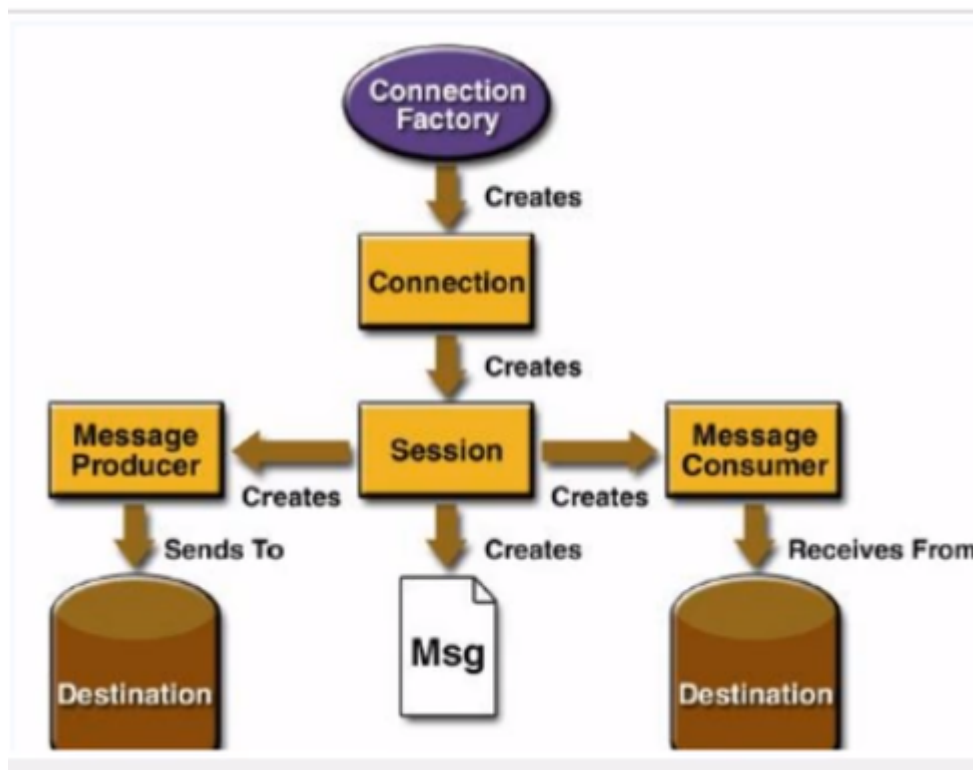 Connection
Factory
Creates
Connection
Creates
Message
Producer
Session
Message
Consumer
Creates
Creates
Sends To
Creates
Receives From
Msg
Destination
Destination